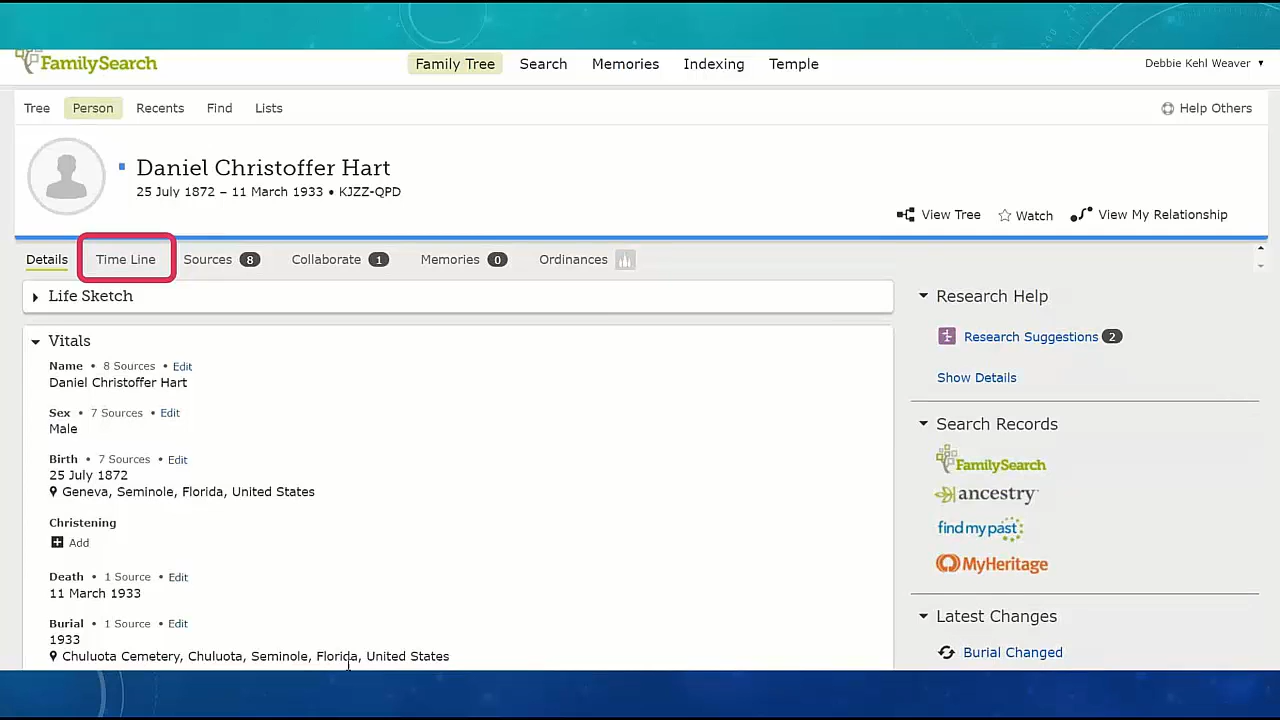 FamilySearch
Family Tree Search Memories Indexing Temple
Debbie Kehl Weaver
Tree Person Recents Find Lists
Help Others
Daniel Christoffer Hart
25 July 1872 – 11 March 1933 • KJZZ-QPD
View Tree Watch View My Relationship
Details Time Line Sources 8 Collaborate 1 Memories 0 Ordinances
Life Sketch
Vitals
Name • 8 Sources • Edit
Daniel Christoffer Hart
Sex • 7 Sources • Edit
Male
Birth • 7 Sources • Edit
25 July 1872
Geneva, Seminole, Florida, United States
Christening
Add
Death • 1 Source • Edit
11 March 1933
Burial • 1 Source • Edit
1933
Chuluota Cemetery, Chuluota, Seminole, Florida, United States
Research Help
Research Suggestions 2
Show Details
Search Records
FamilySearch
ancestry
findmypast
MyHeritage
Latest Changes
Burial Changed